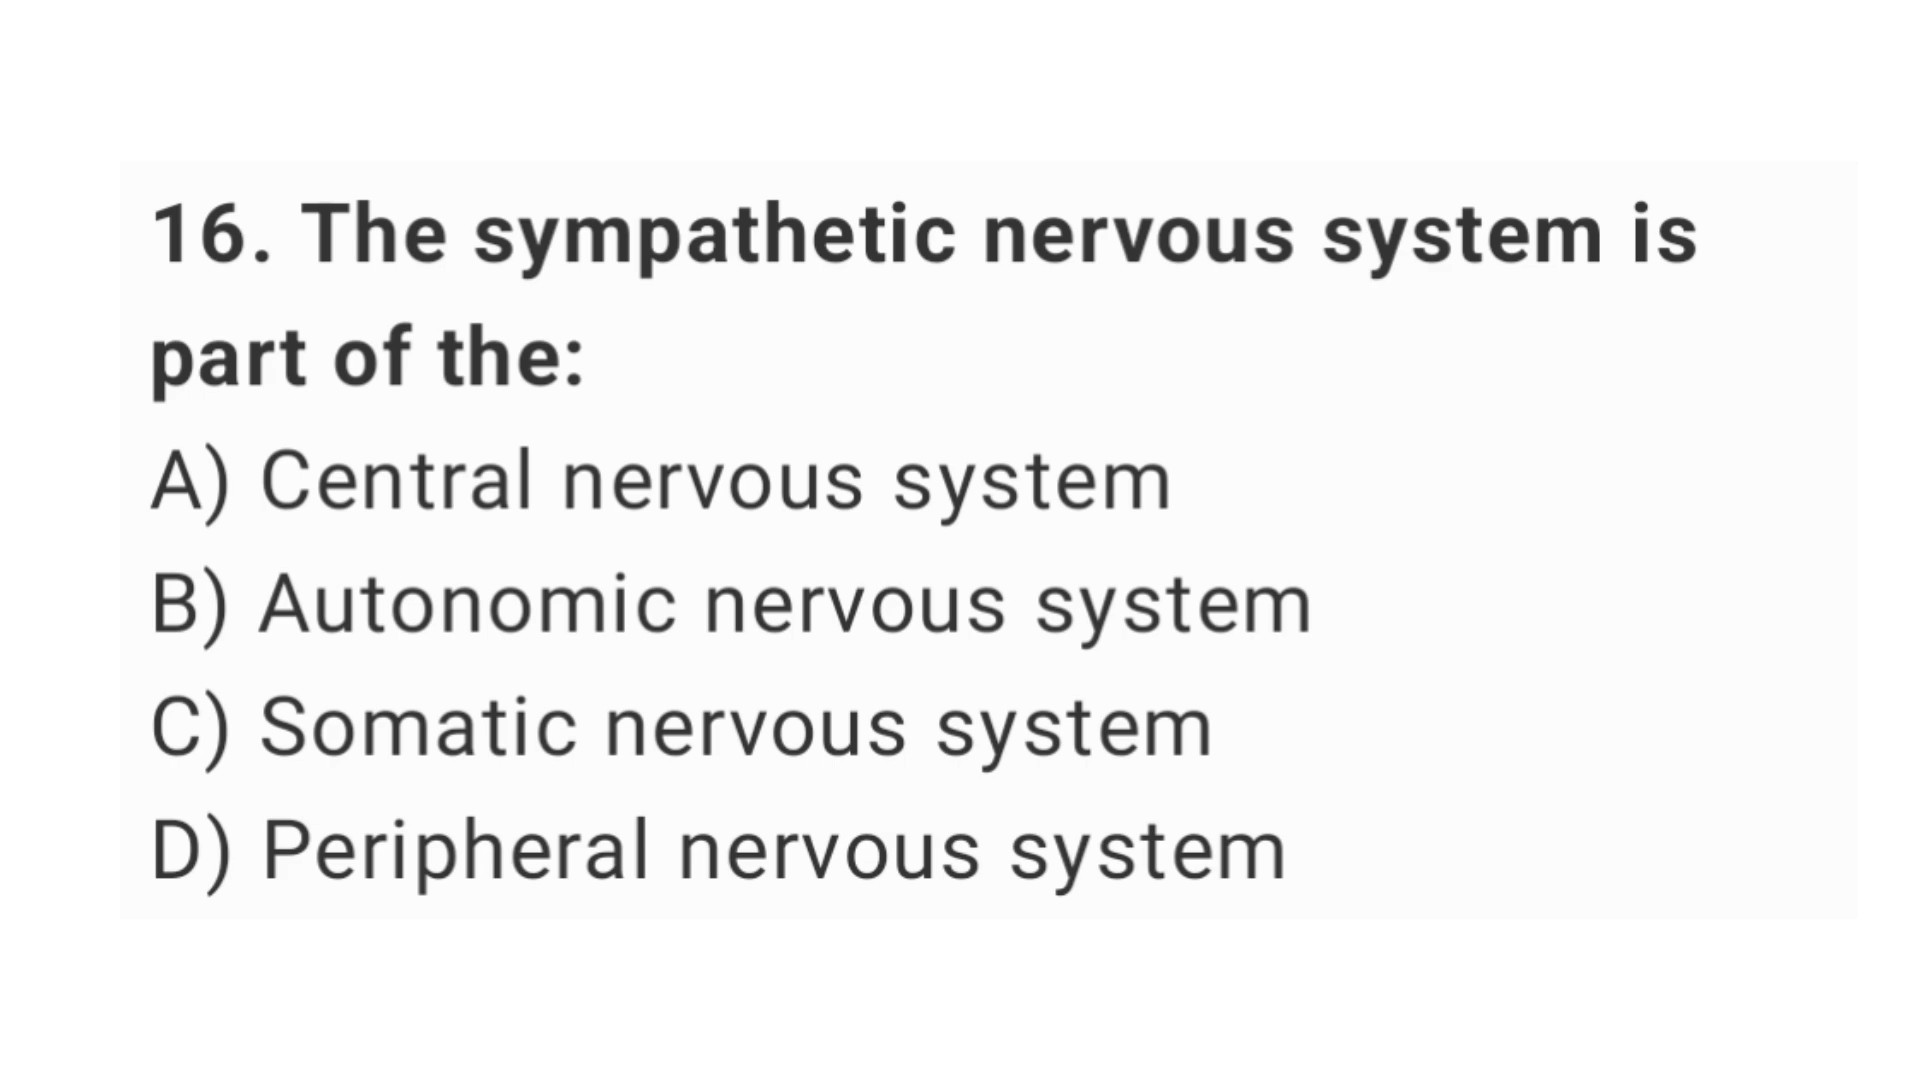 16. The sympathetic nervous system is
part of the:
A) Central nervous system
B) Autonomic nervous system
C) Somatic nervous system
D) Peripheral nervous system